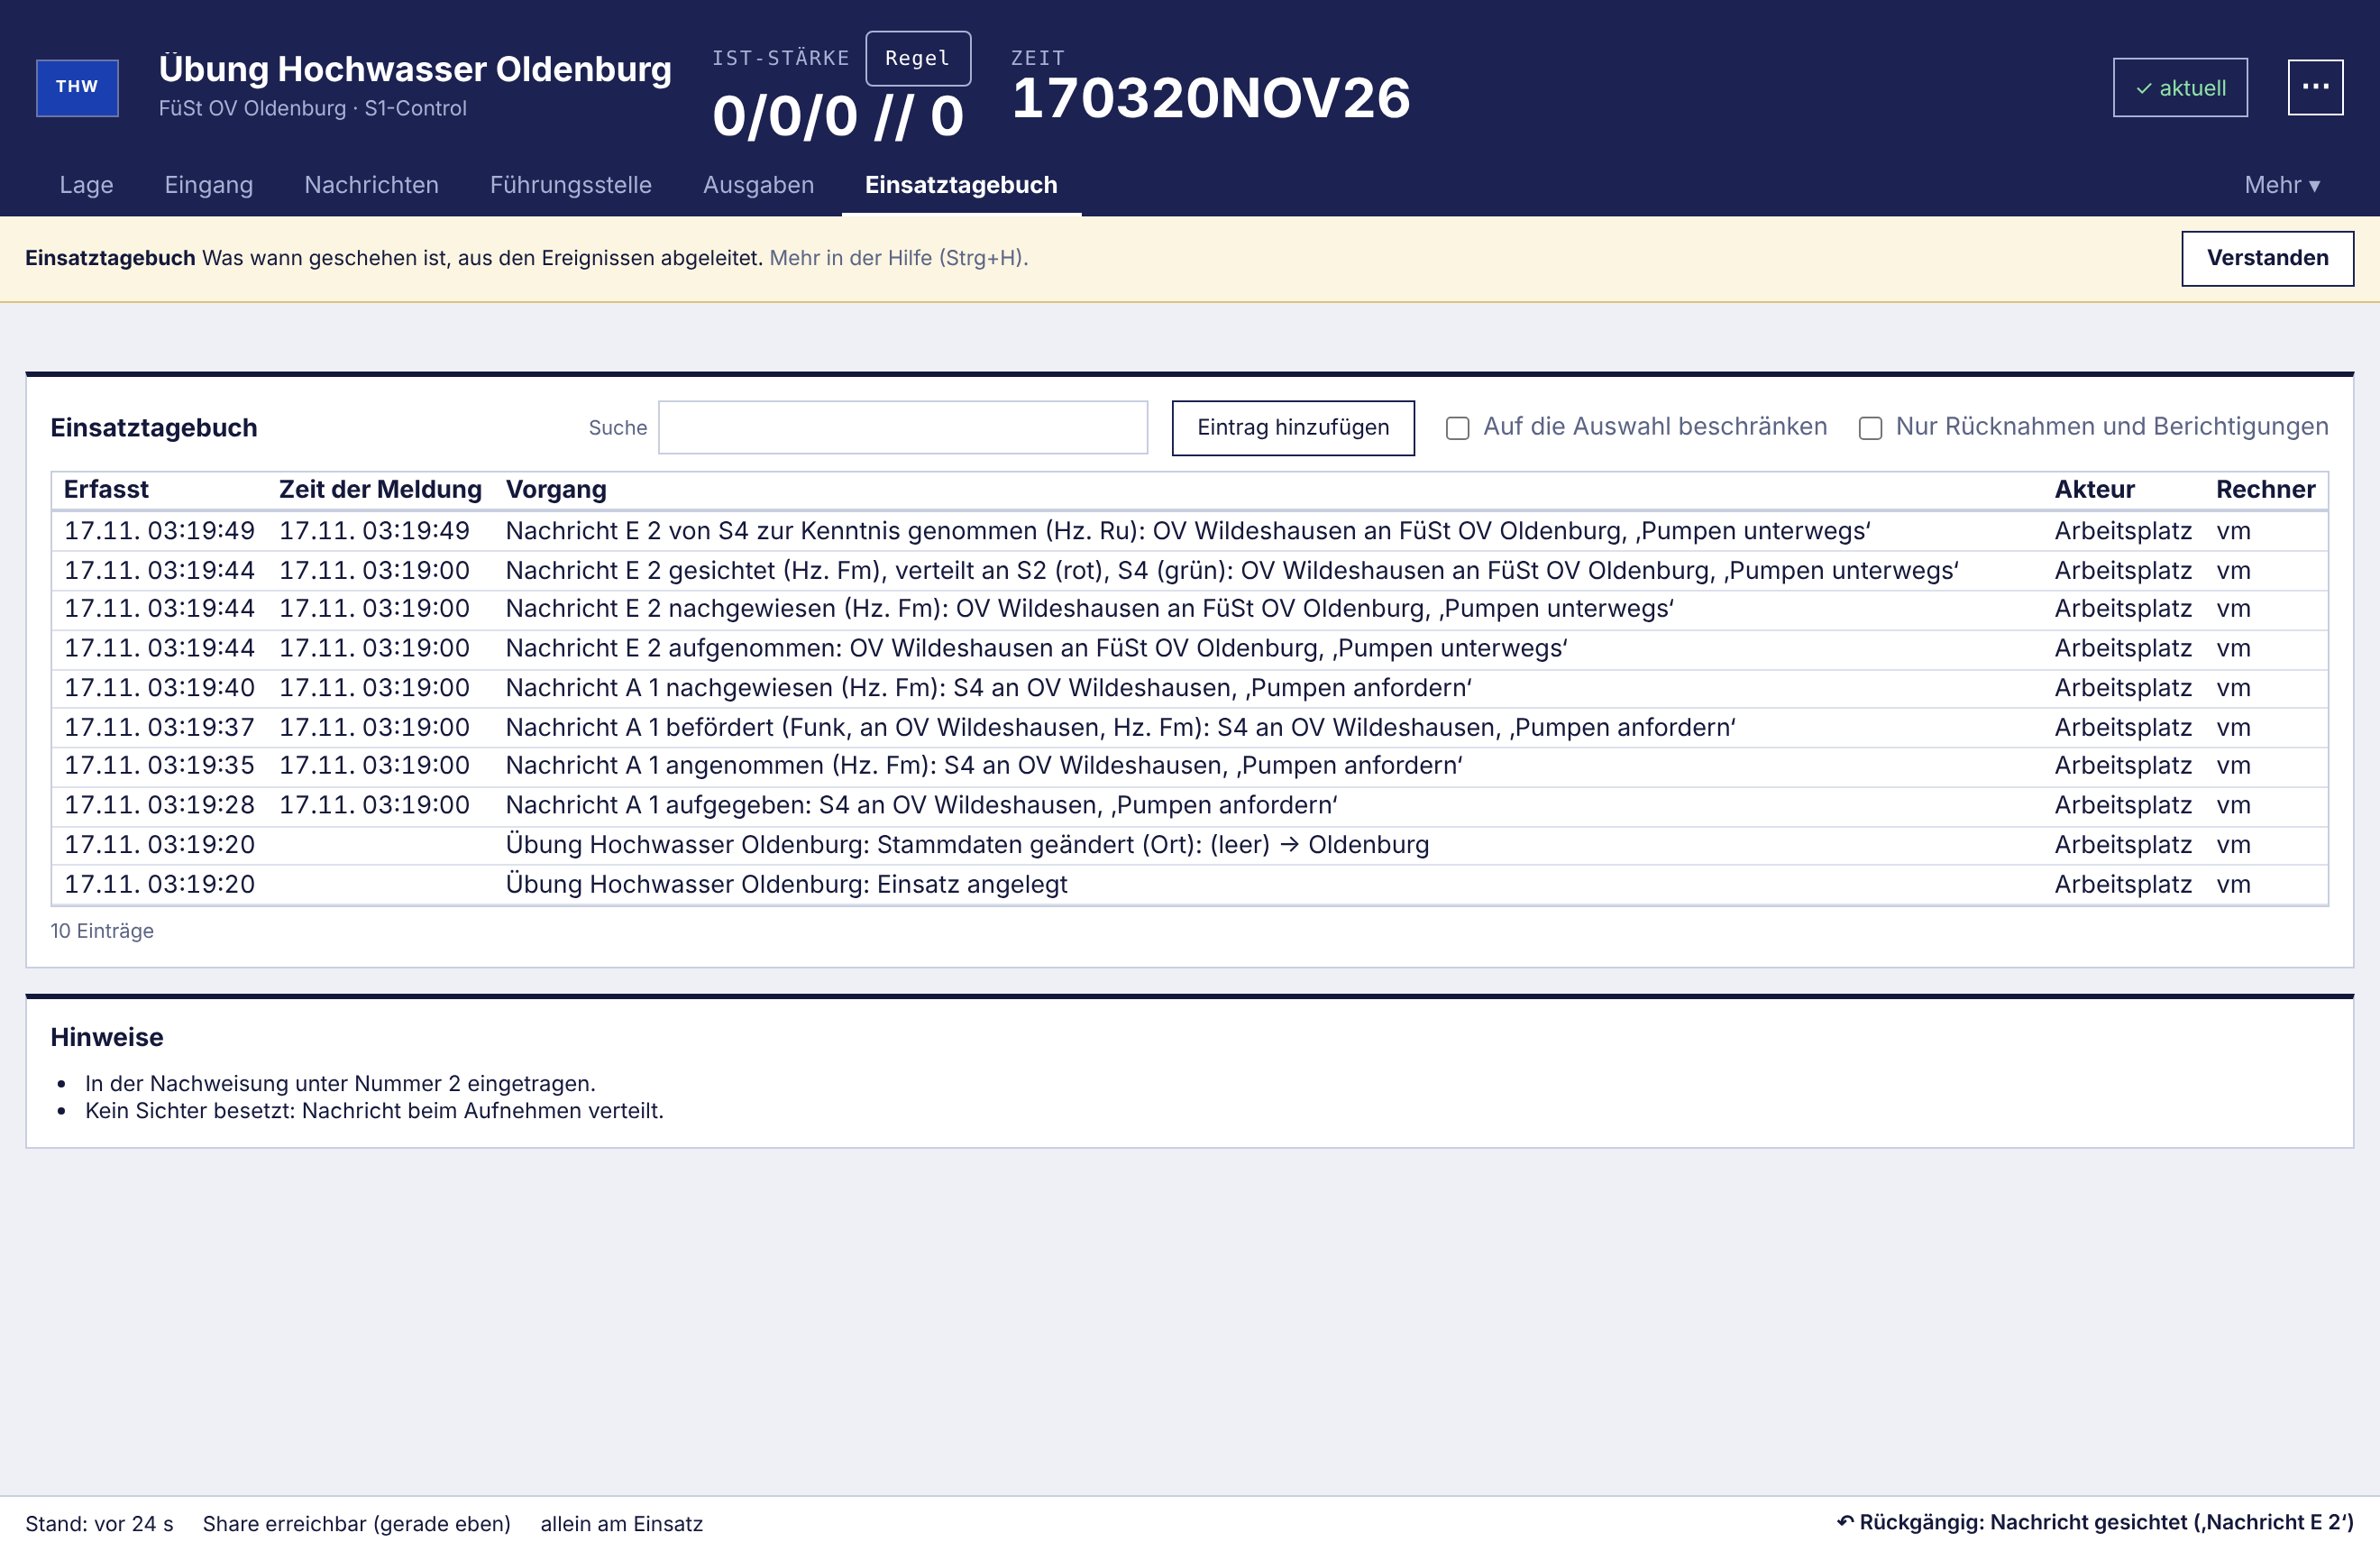 THW
Übung Hochwasser Oldenburg
FüSt OV Oldenburg · S1-Control
IST-STÄRKE Regel
0/0/0 // 0
ZEIT
170320NOV26
✓ aktuell
···
Lage Eingang Nachrichten Führungsstelle Ausgaben Einsatztagebuch Mehr ▾
Einsatztagebuch Was wann geschehen ist, aus den Ereignissen abgeleitet. Mehr in der Hilfe (Strg+H). Verstanden
Einsatztagebuch Suche Eintrag hinzufügen Auf die Auswahl beschränken Nur Rücknahmen und Berichtigungen
Erfasst Zeit der Meldung Vorgang Akteur Rechner
17.11. 03:19:49 17.11. 03:19:49 Nachricht E 2 von S4 zur Kenntnis genommen (Hz. Ru): OV Wildeshausen an FüSt OV Oldenburg, ‚Pumpen unterwegs‘ Arbeitsplatz vm
17.11. 03:19:44 17.11. 03:19:00 Nachricht E 2 gesichtet (Hz. Fm), verteilt an S2 (rot), S4 (grün): OV Wildeshausen an FüSt OV Oldenburg, ‚Pumpen unterwegs‘ Arbeitsplatz vm
17.11. 03:19:44 17.11. 03:19:00 Nachricht E 2 nachgewiesen (Hz. Fm): OV Wildeshausen an FüSt OV Oldenburg, ‚Pumpen unterwegs‘ Arbeitsplatz vm
17.11. 03:19:44 17.11. 03:19:00 Nachricht E 2 aufgenommen: OV Wildeshausen an FüSt OV Oldenburg, ‚Pumpen unterwegs‘ Arbeitsplatz vm
17.11. 03:19:40 17.11. 03:19:00 Nachricht A 1 nachgewiesen (Hz. Fm): S4 an OV Wildeshausen, ‚Pumpen anfordern‘ Arbeitsplatz vm
17.11. 03:19:37 17.11. 03:19:00 Nachricht A 1 befördert (Funk, an OV Wildeshausen, Hz. Fm): S4 an OV Wildeshausen, ‚Pumpen anfordern‘ Arbeitsplatz vm
17.11. 03:19:35 17.11. 03:19:00 Nachricht A 1 angenommen (Hz. Fm): S4 an OV Wildeshausen, ‚Pumpen anfordern‘ Arbeitsplatz vm
17.11. 03:19:28 17.11. 03:19:00 Nachricht A 1 aufgegeben: S4 an OV Wildeshausen, ‚Pumpen anfordern‘ Arbeitsplatz vm
17.11. 03:19:20 Übung Hochwasser Oldenburg: Stammdaten geändert (Ort): (leer) → Oldenburg Arbeitsplatz vm
17.11. 03:19:20 Übung Hochwasser Oldenburg: Einsatz angelegt Arbeitsplatz vm
10 Einträge
Hinweise
• In der Nachweisung unter Nummer 2 eingetragen.
• Kein Sichter besetzt: Nachricht beim Aufnehmen verteilt.
Stand: vor 24 s Share erreichbar (gerade eben) allein am Einsatz ↶ Rückgängig: Nachricht gesichtet (‚Nachricht E 2‘)